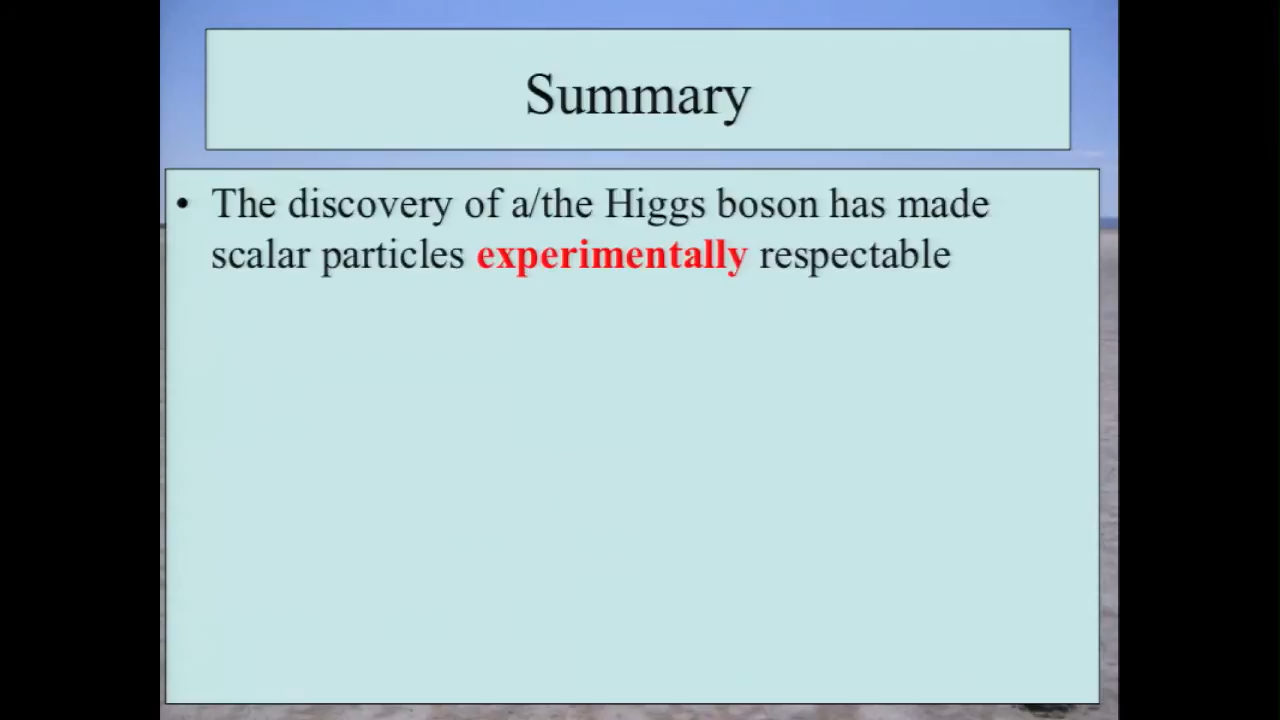 Summary
• The discovery of a/the Higgs boson has made
scalar particles experimentally respectable